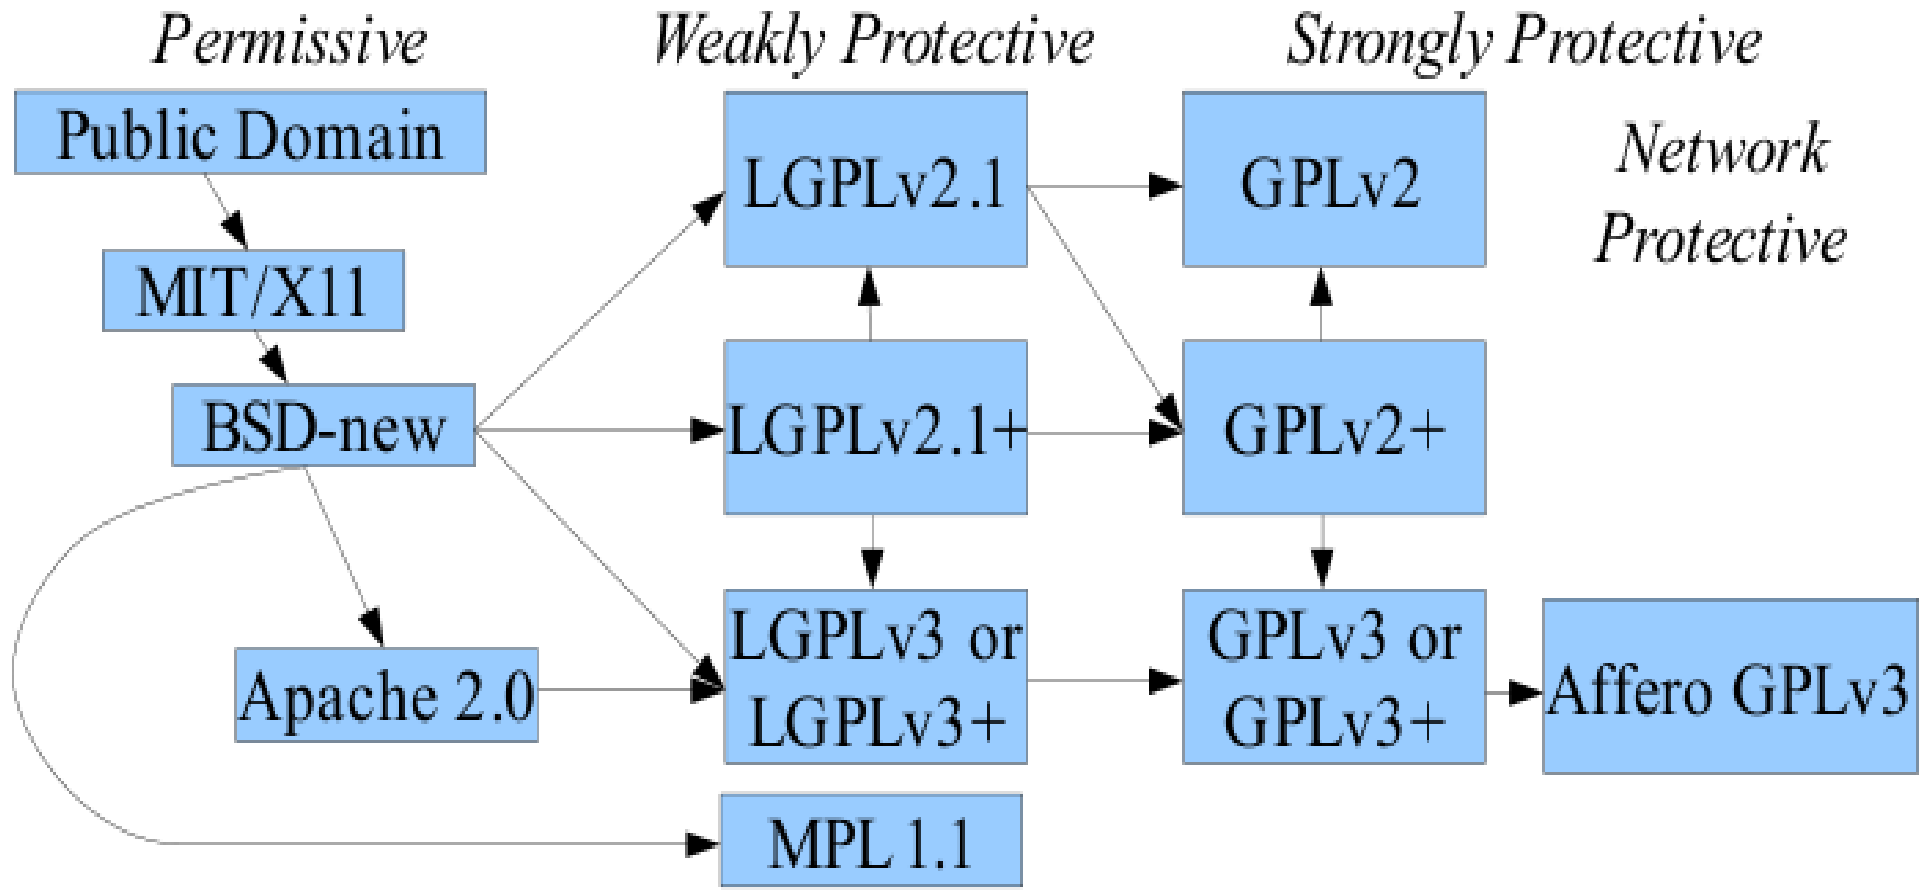 Permissive
Weakly Protective
Strongly Protective
Network
Protective
Public Domain
MIT/X11
BSD-new
Apache 2.0
LGPLv2.1
LGPLv2.1+
LGPLv3 or
LGPLv3+
MPL 1.1
GPLv2
GPLv2+
GPLv3 or
GPLv3+
Affero GPLv3